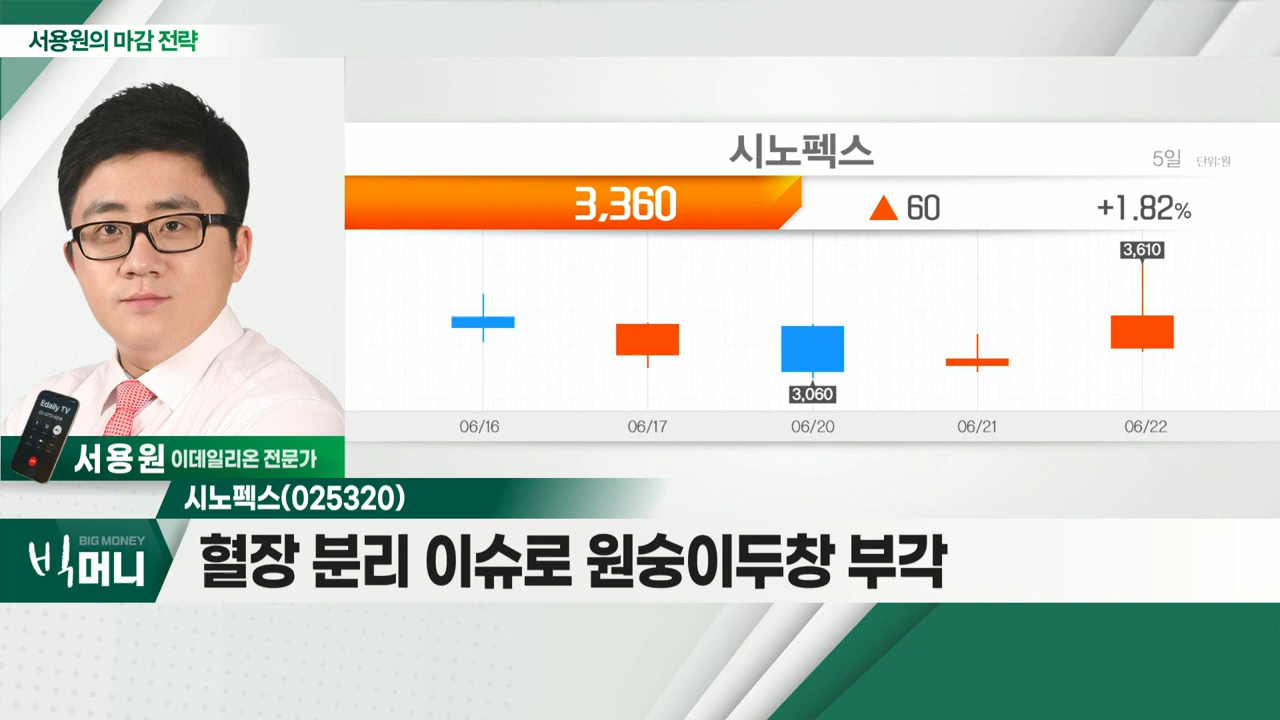 서용원의 마감 전략
시노펙스
5일 단위:원
3,360 ▲ 60 +1.82%
3,610
3,060
06/16 06/17 06/20 06/21 06/22
Edaily TV
서용원 이데일리온 전문가
시노펙스(025320)
BIG MONEY
빅머니
혈장 분리 이슈로 원숭이두창 부각